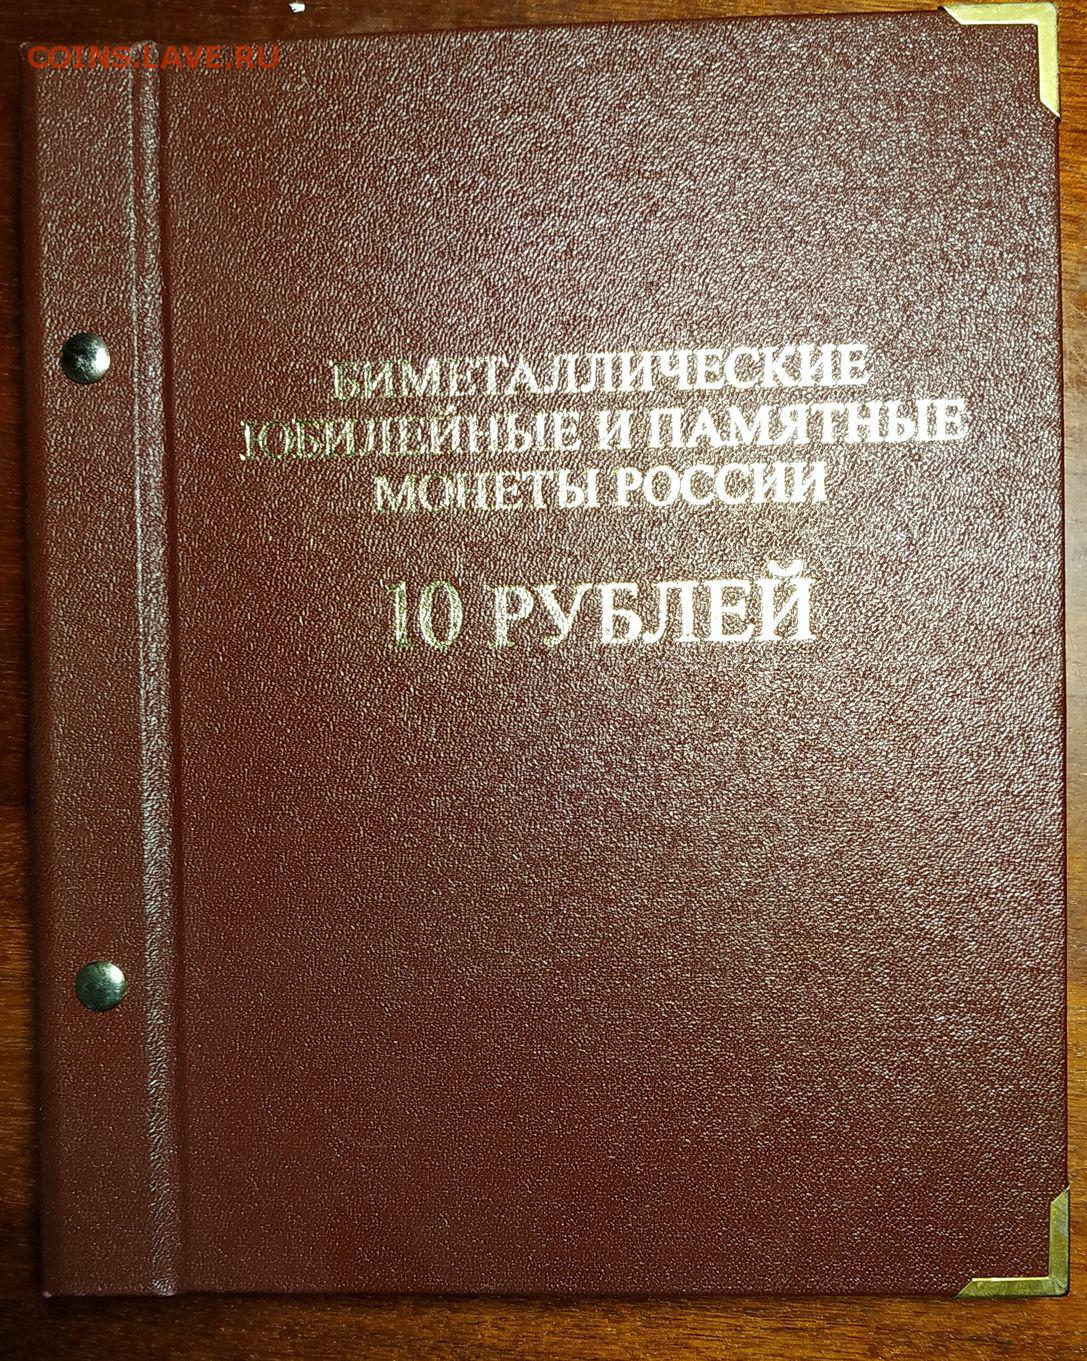 COINS.LAVE.RU
БИМЕТАЛЛИЧЕСКИЕ
ЮБИЛЕЙНЫЕ И ПАМЯТНЫЕ
МОНЕТЫ РОССИИ
10 РУБЛЕЙ